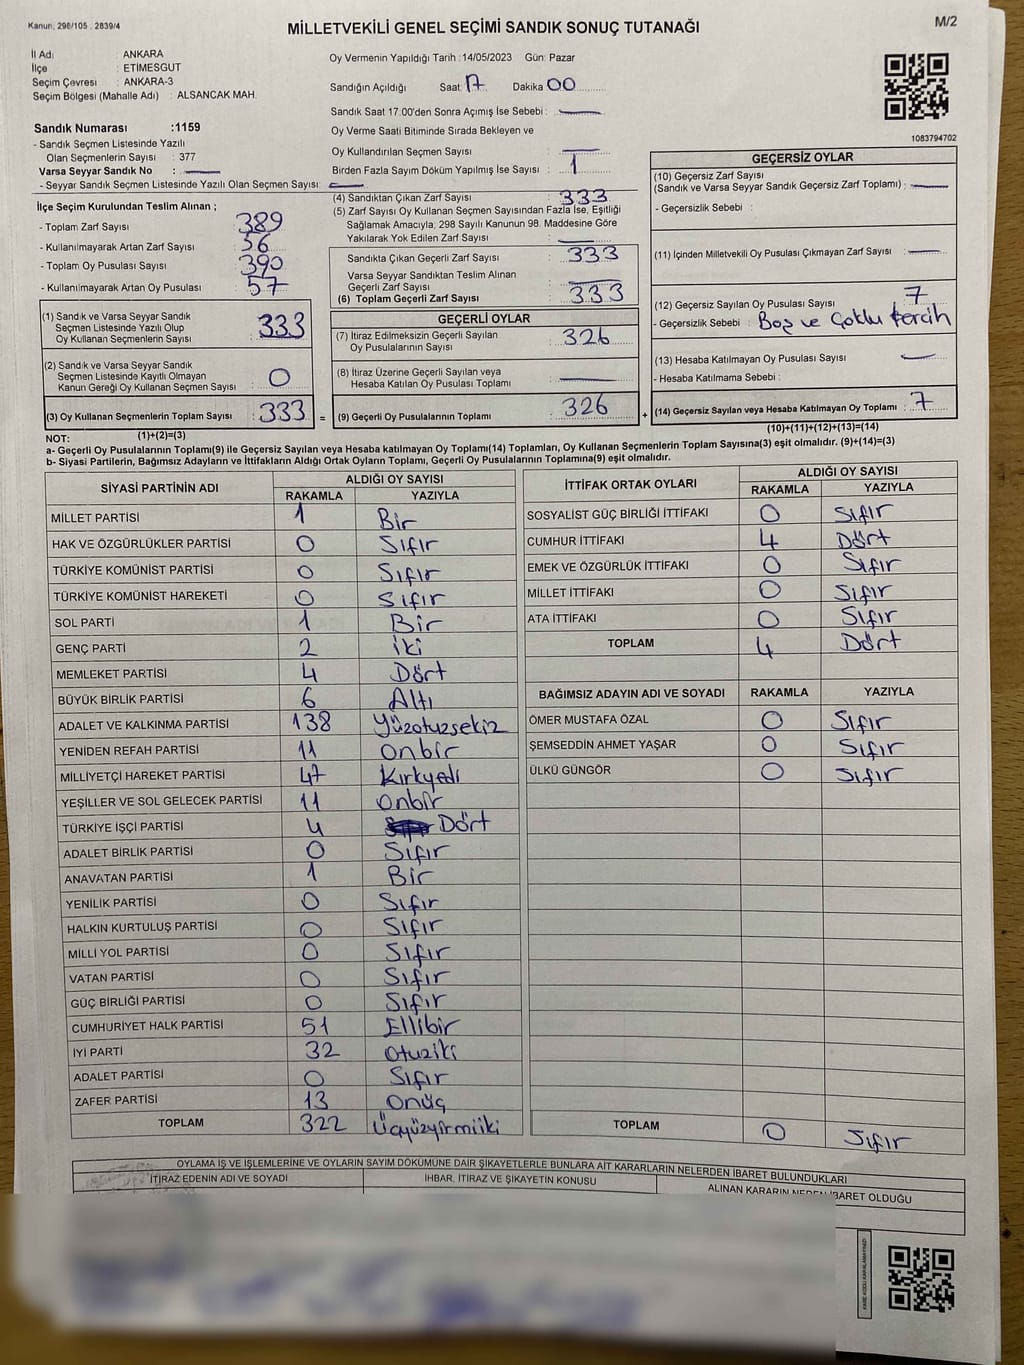 Kanun; 298/105 , 2839/4
MİLLETVEKİLİ GENEL SEÇİMİ SANDIK SONUÇ TUTANAĞI
M/2
İl Adı : ANKARA
İlçe : ETİMESGUT
Seçim Çevresi : ANKARA-3
Seçim Bölgesi (Mahalle Adı) : ALSANCAK MAH.
Sandık Numarası :1159
- Sandık Seçmen Listesinde Yazılı
Olan Seçmenlerin Sayısı : 377
Varsa Seyyar Sandık No :
- Seyyar Sandık Seçmen Listesinde Yazılı Olan Seçmen Sayısı:
Oy Vermenin Yapıldığı Tarih :14/05/2023 Gün: Pazar
Sandığın Açıldığı Saat: 17 Dakika 00
Sandık Saat 17:00'den Sonra Açımış İse Sebebi :
Oy Verme Saati Bitiminde Sırada Bekleyen ve
Oy Kullandırılan Seçmen Sayısı
Birden Fazla Sayım Döküm Yapılmış İse Sayısı : 1
1083794702
İlçe Seçim Kurulundan Teslim Alınan ;
- Toplam Zarf Sayısı : 389
- Kullanılmayarak Artan Zarf Sayısı : 56
- Toplam Oy Pusulası Sayısı : 390
- Kullanılmayarak Artan Oy Pusulası : 57
(4) Sandıktan Çıkan Zarf Sayısı : 333
(5) Zarf Sayısı Oy Kullanan Seçmen Sayısından Fazla İse, Eşitliği
Sağlamak Amacıyla, 298 Sayılı Kanunun 98. Maddesine Göre
Yakılarak Yok Edilen Zarf Sayısı :
Sandıkta Çıkan Geçerli Zarf Sayısı : 333
Varsa Seyyar Sandıktan Teslim Alınan
Geçerli Zarf Sayısı :
(6) Toplam Geçerli Zarf Sayısı : 333
GEÇERSİZ OYLAR
(10) Geçersiz Zarf Sayısı
(Sandık ve Varsa Seyyar Sandık Geçersiz Zarf Toplamı) :
- Geçersizlik Sebebi :
(11) İçinden Milletvekili Oy Pusulası Çıkmayan Zarf Sayısı :
(12) Geçersiz Sayılan Oy Pusulası Sayısı : 7
- Geçersizlik Sebebi : Boş ve Çoklu tercih
(13) Hesaba Katılmayan Oy Pusulası Sayısı :
- Hesaba Katılmama Sebebi :
(14) Geçersiz Sayılan veya Hesaba Katılmayan Oy Toplamı : 7
(10)+(11)+(12)+(13)=(14)
(1) Sandık ve Varsa Seyyar Sandık
Seçmen Listesinde Yazılı Olup
Oy Kullanan Seçmenlerin Sayısı : 333
(2) Sandık ve Varsa Seyyar Sandık
Seçmen Listesinde Kayıtlı Olmayan
Kanun Gereği Oy Kullanan Seçmen Sayısı : 0
(3) Oy Kullanan Seçmenlerin Toplam Sayısı : 333 =
(1)+(2)=(3)
GEÇERLİ OYLAR
(7) İtiraz Edilmeksizin Geçerli Sayılan
Oy Pusulalarının Sayısı : 326
(8) İtiraz Üzerine Geçerli Sayılan veya
Hesaba Katılan Oy Pusulası Toplamı :
(9) Geçerli Oy Pusulalarının Toplamı : 326 +
NOT:
a- Geçerli Oy Pusulalarının Toplamı(9) ile Geçersiz Sayılan veya Hesaba katılmayan Oy Toplamı(14) Toplamları, Oy Kullanan Seçmenlerin Toplam Sayısına(3) eşit olmalıdır. (9)+(14)=(3)
b- Siyasi Partilerin, Bağımsız Adayların ve İttifakların Aldığı Ortak Oyların Toplamı, Geçerli Oy Pusulalarının Toplamına(9) eşit olmalıdır.
SİYASİ PARTİNİN ADI ALDIĞI OY SAYISI
RAKAMLA YAZIYLA
MİLLET PARTİSİ 1 Bir
HAK VE ÖZGÜRLÜKLER PARTİSİ 0 Sıfır
TÜRKİYE KOMÜNİST PARTİSİ 0 Sıfır
TÜRKİYE KOMÜNİST HAREKETİ 0 Sıfır
SOL PARTİ 1 Bir
GENÇ PARTİ 2 İki
MEMLEKET PARTİSİ 4 Dört
BÜYÜK BİRLİK PARTİSİ 6 Altı
ADALET VE KALKINMA PARTİSİ 138 Yüzotuzsekiz
YENİDEN REFAH PARTİSİ 11 Onbir
MİLLİYETÇİ HAREKET PARTİSİ 47 Kırkyedi
YEŞİLLER VE SOL GELECEK PARTİSİ 11 Onbir
TÜRKİYE İŞÇİ PARTİSİ 4 Dört
ADALET BİRLİK PARTİSİ 0 Sıfır
ANAVATAN PARTİSİ 1 Bir
YENİLİK PARTİSİ 0 Sıfır
HALKIN KURTULUŞ PARTİSİ 0 Sıfır
MİLLİ YOL PARTİSİ 0 Sıfır
VATAN PARTİSİ 0 Sıfır
GÜÇ BİRLİĞİ PARTİSİ 0 Sıfır
CUMHURİYET HALK PARTİSİ 51 Ellibir
İYİ PARTİ 32 Otuziki
ADALET PARTİSİ 0 Sıfır
ZAFER PARTİSİ 13 Onüç
TOPLAM 322 Üçyüzyirmiiki
İTTİFAK ORTAK OYLARI ALDIĞI OY SAYISI
RAKAMLA YAZIYLA
SOSYALİST GÜÇ BİRLİĞİ İTTİFAKI 0 Sıfır
CUMHUR İTTİFAKI 4 Dört
EMEK VE ÖZGÜRLÜK İTTİFAKI 0 Sıfır
MİLLET İTTİFAKI 0 Sıfır
ATA İTTİFAKI 0 Sıfır
TOPLAM 4 Dört
BAĞIMSIZ ADAYIN ADI VE SOYADI RAKAMLA YAZIYLA
ÖMER MUSTAFA ÖZAL 0 Sıfır
ŞEMSEDDİN AHMET YAŞAR 0 Sıfır
ÜLKÜ GÜNGÖR 0 Sıfır
TOPLAM 0 Sıfır
OYLAMA İŞ VE İŞLEMLERİNE VE OYLARIN SAYIM DÖKÜMÜNE DAİR ŞİKAYETLERLE BUNLARA AİT KARARLARIN NELERDEN İBARET BULUNDUKLARI
İTİRAZ EDENİN ADI VE SOYADI İHBAR, İTİRAZ VE ŞİKAYETİN KONUSU ALINAN KARARIN NEDEN İBARET OLDUĞU
KARE KODU KARALAMAYINIZ!